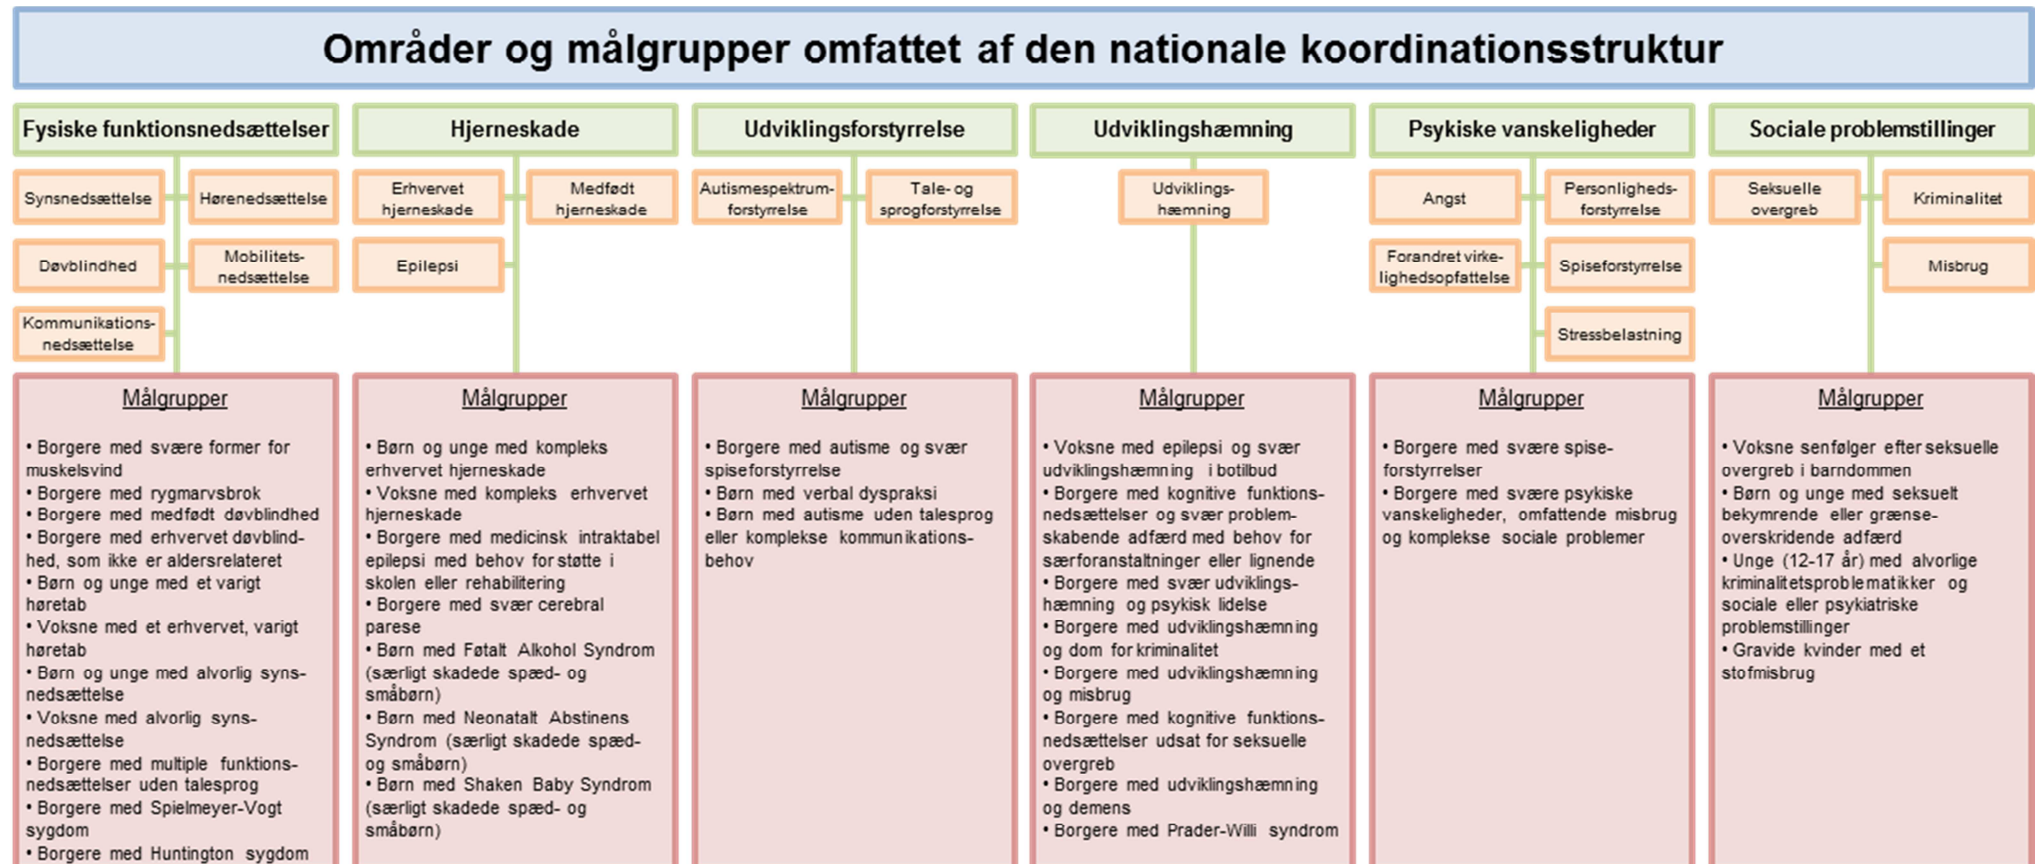 Områder og målgrupper omfattet af den nationale koordinationsstruktur
Fysiske funktionsnedsættelser
Synsnedsættelse
Hørenedsættelse
Døvblindhed
Mobilitets-
nedsættelse
Kommunikations-
nedsættelse
Målgrupper
• Borgere med svære former for
muskelsvind
• Borgere med rygmarvsbrok
• Borgere med medfødt døvblindhed
• Borgere med erhvervet døvblind-
hed, som ikke er aldersrelateret
• Børn og unge med et varigt
høretab
• Voksne med et erhvervet, varigt
høretab
• Børn og unge med alvorlig syns-
nedsættelse
• Voksne med alvorlig syns-
nedsættelse
• Borgere med multiple funktions-
nedsættelser uden talesprog
• Borgere med Spielmeyer-Vogt
sygdom
• Borgere med Huntington sygdom
Hjerneskade
Erhvervet
hjerneskade
Medfødt
hjerneskade
Epilepsi
Målgrupper
• Børn og unge med kompleks
erhvervet hjerneskade
• Voksne med kompleks erhvervet
hjerneskade
• Borgere med medicinsk intraktabel
epilepsi med behov for støtte i
skolen eller rehabilitering
• Borgere med svær cerebral
parese
• Børn med Føtalt Alkohol Syndrom
(særligt skadede spæd- og
småbørn)
• Børn med Neonatalt Abstinens
Syndrom (særligt skadede spæd-
og småbørn)
• Børn med Shaken Baby Syndrom
(særligt skadede spæd- og
småbørn)
Udviklingsforstyrrelse
Autismespektrum-
forstyrrelse
Tale- og
sprogforstyrrelse
Målgrupper
• Borgere med autisme og svær
spiseforstyrrelse
• Børn med verbal dyspraksi
• Børn med autisme uden talesprog
eller komplekse kommunikations-
behov
Udviklingshæmning
Udviklings-
hæmning
Målgrupper
• Voksne med epilepsi og svær
udviklingshæmning i botilbud
• Borgere med kognitive funktions-
nedsættelser og svær problem-
skabende adfærd med behov for
særforanstaltninger eller lignende
• Borgere med svær udviklings-
hæmning og psykisk lidelse
• Borgere med udviklingshæmning
og dom for kriminalitet
• Borgere med udviklingshæmning
og misbrug
• Borgere med kognitive funktions-
nedsættelser udsat for seksuelle
overgreb
• Borgere med udviklingshæmning
og demens
• Borgere med Prader-Willi syndrom
Psykiske vanskeligheder
Angst
Personligheds-
forstyrrelse
Forandret virke-
lighedsopfattelse
Spiseforstyrrelse
Stressbelastning
Målgrupper
• Borgere med svære spise-
forstyrrelser
• Borgere med svære psykiske
vanskeligheder, omfattende misbrug
og komplekse sociale problemer
Sociale problemstillinger
Seksuelle
overgreb
Kriminalitet
Misbrug
Målgrupper
• Voksne senfølger efter seksuelle
overgreb i barndommen
• Børn og unge med seksuelt
bekymrende eller grænse-
overskridende adfærd
• Unge (12-17 år) med alvorlige
kriminalitetsproblematikker og
sociale eller psykiatriske
problemstillinger
• Gravide kvinder med et
stofmisbrug